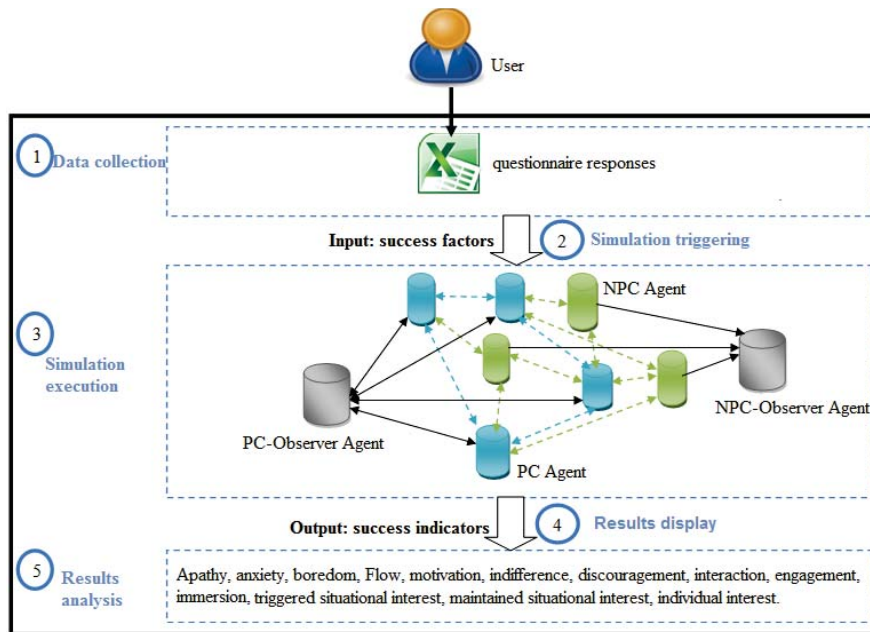 User
1
Data collection
questionnaire responses
Input: success factors
2
Simulation triggering
3
Simulation
execution
NPC Agent
PC-Observer Agent
NPC-Observer Agent
PC Agent
Output: success indicators
4
Results display
5
Results
analysis
Apathy, anxiety, boredom, Flow, motivation, indifference, discouragement, interaction, engagement,
immersion, triggered situational interest, maintained situational interest, individual interest.